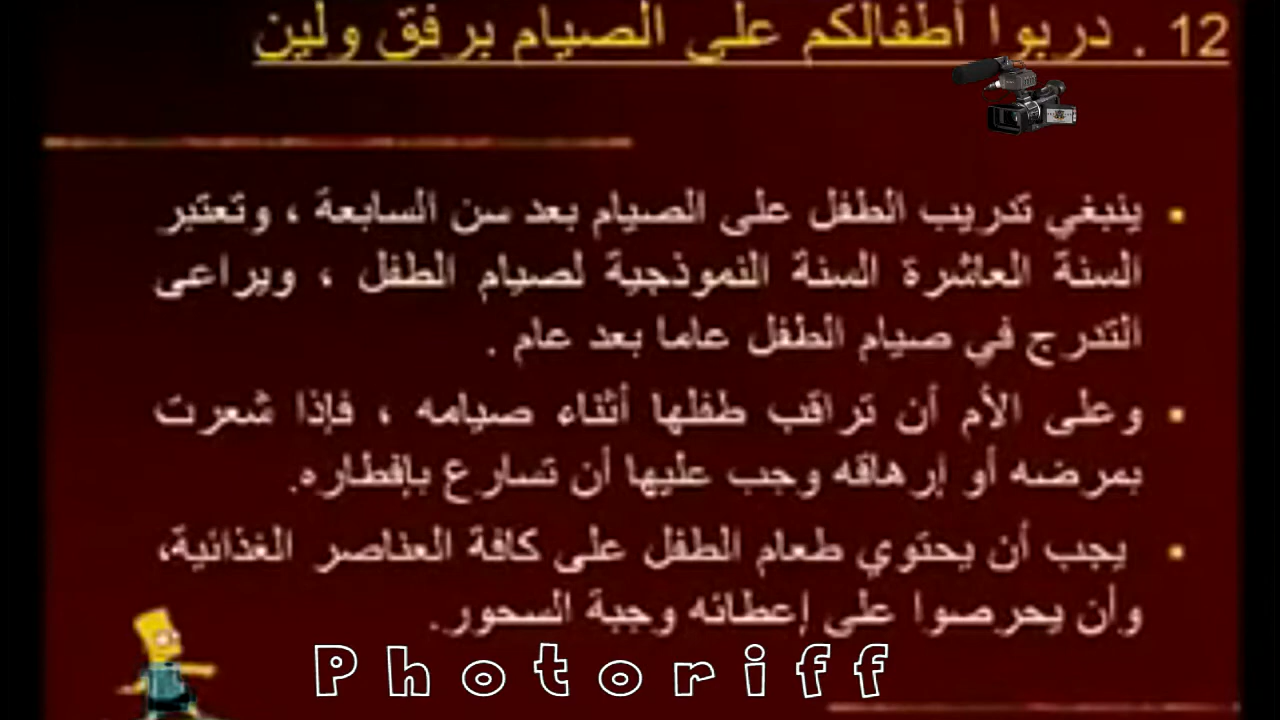 12 . دربوا أطفالكم على الصيام برفق ولين
ينبغي تدريب الطفل على الصيام بعد سن السابعة ، وتعتبر
السنة العاشرة السنة النموذجية لصيام الطفل ، ويراعى
التدرج في صيام الطفل عاما بعد عام .
وعلى الأم أن تراقب طفلها أثناء صيامه ، فإذا شعرت
بمرضه أو إرهاقه وجب عليها أن تسارع بإفطاره.
يجب أن يحتوي طعام الطفل على كافة العناصر الغذائية،
وأن يحرصوا على إعطائه وجبة السحور.
Photoriff